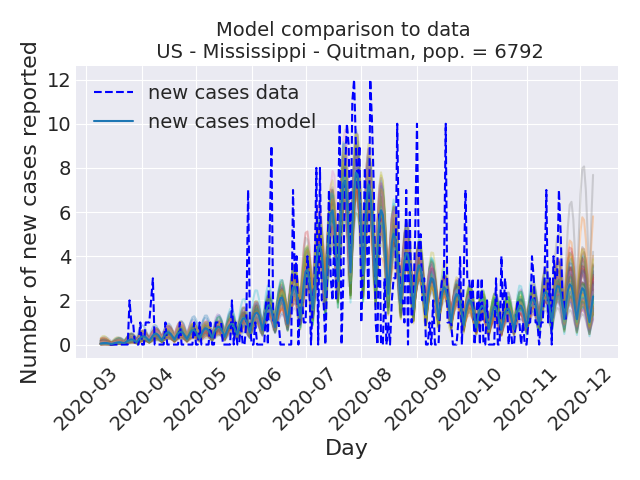 Model comparison to data
US - Mississippi - Quitman, pop. = 6792
Number of new cases reported
12
10
8
6
4
2
0
new cases data
new cases model
2020-03
2020-04
2020-05
2020-06
2020-07
2020-08
2020-09
2020-10
2020-11
2020-12
Day